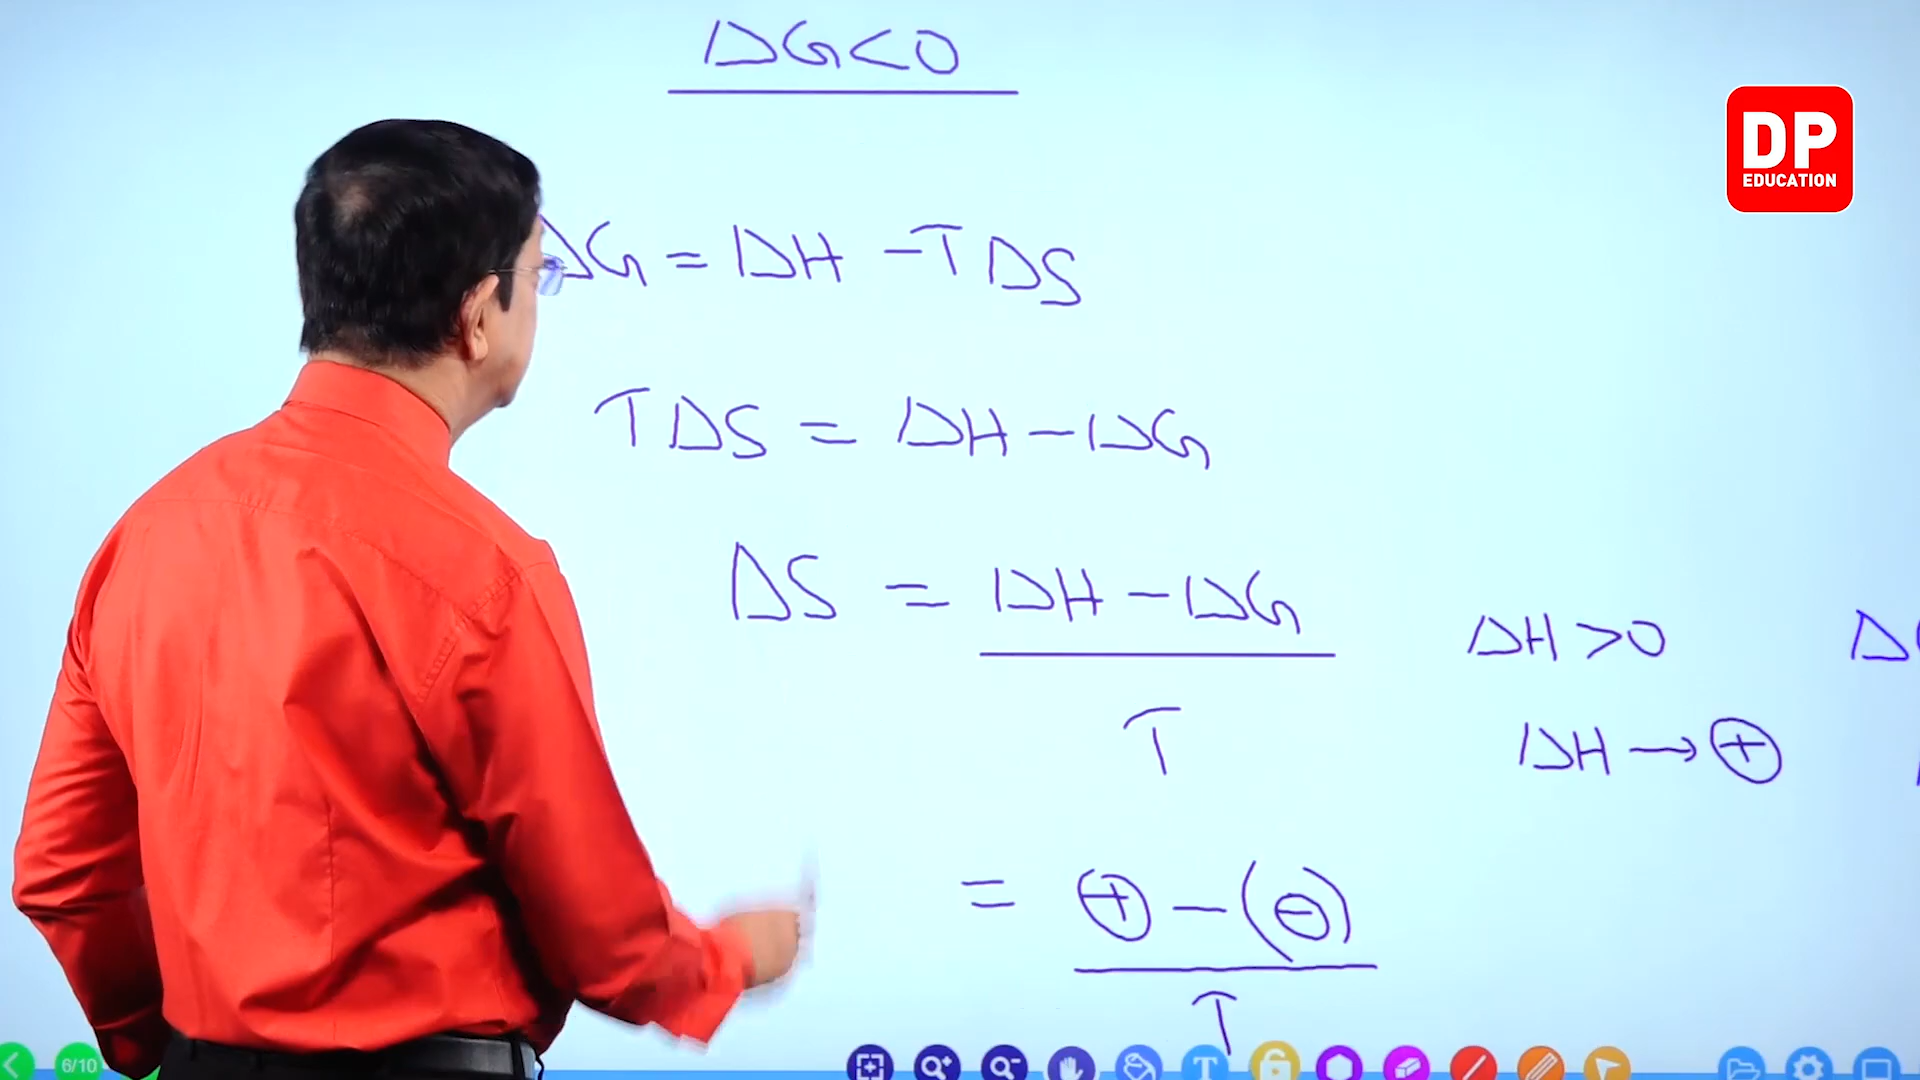 ΔG<0
DP
EDUCATION
ΔG = ΔH -TΔS
TΔS = ΔH - ΔG
ΔS = ΔH - ΔG
T
ΔH >0
Δ
ΔH → ⊕
= ⊕ - (⊖)
T
6/10
T